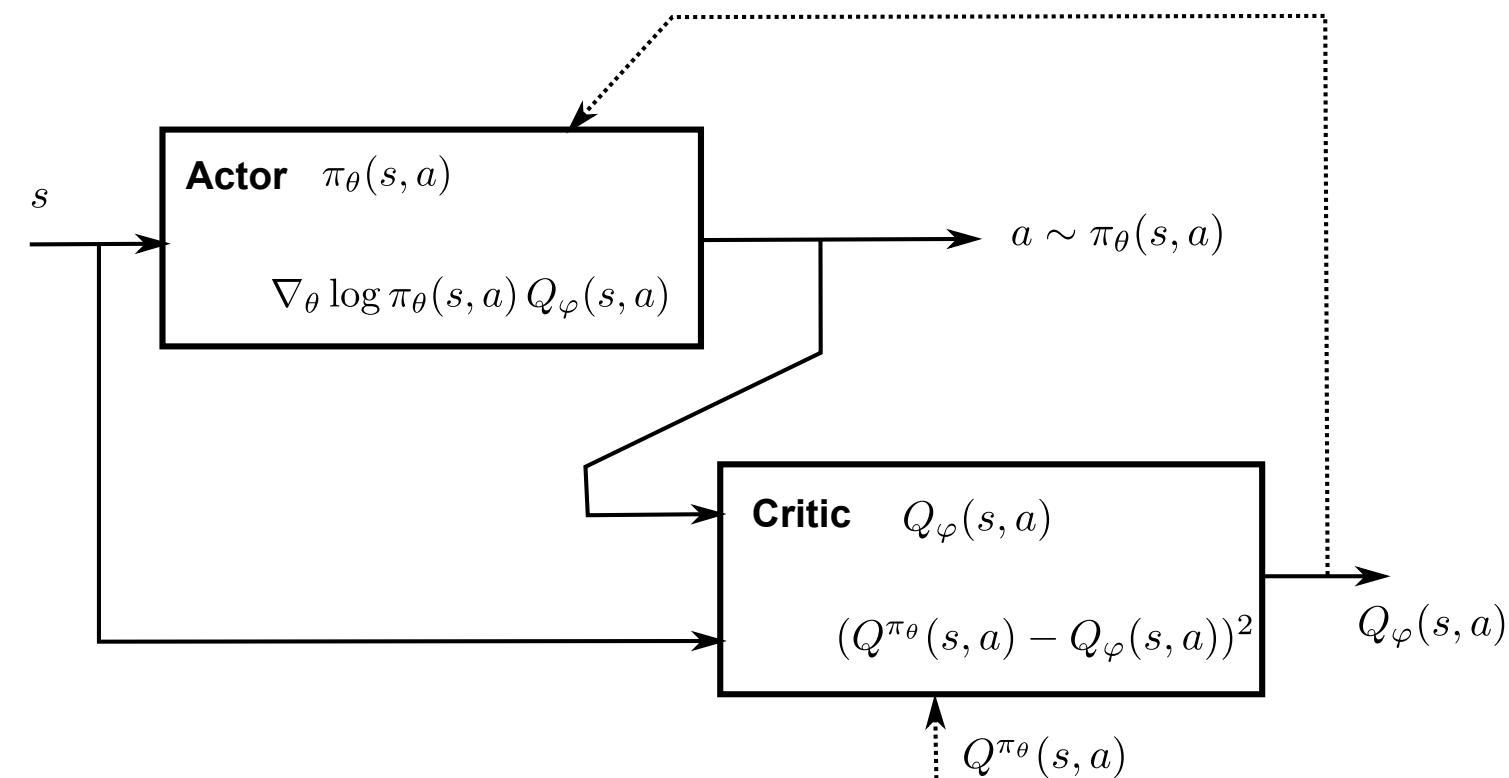 s
Actor π_θ(s, a)
a ∼ π_θ(s, a)
∇_θ log π_θ(s, a) Q_φ(s, a)
Critic Q_φ(s, a)
Q_φ(s, a)
(Q^{π_θ}(s, a) − Q_φ(s, a))²
Q^{π_θ}(s, a)